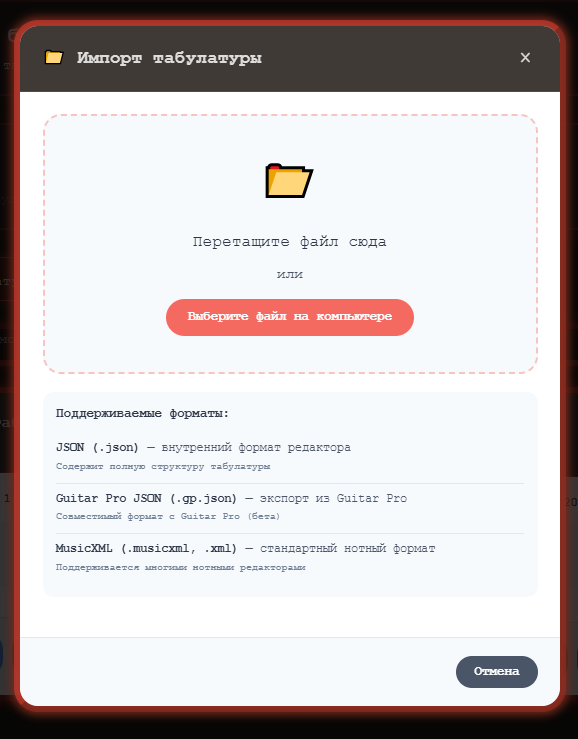 Импорт табулатуры
×
Перетащите файл сюда
или
Выберите файл на компьютере
Поддерживаемые форматы:
JSON (.json) — внутренний формат редактора
Содержит полную структуру табулатуры
Guitar Pro JSON (.gp.json) — экспорт из Guitar Pro
Совместимый формат с Guitar Pro (бета)
MusicXML (.musicxml, .xml) — стандартный нотный формат
Поддерживается многими нотными редакторами
Отмена